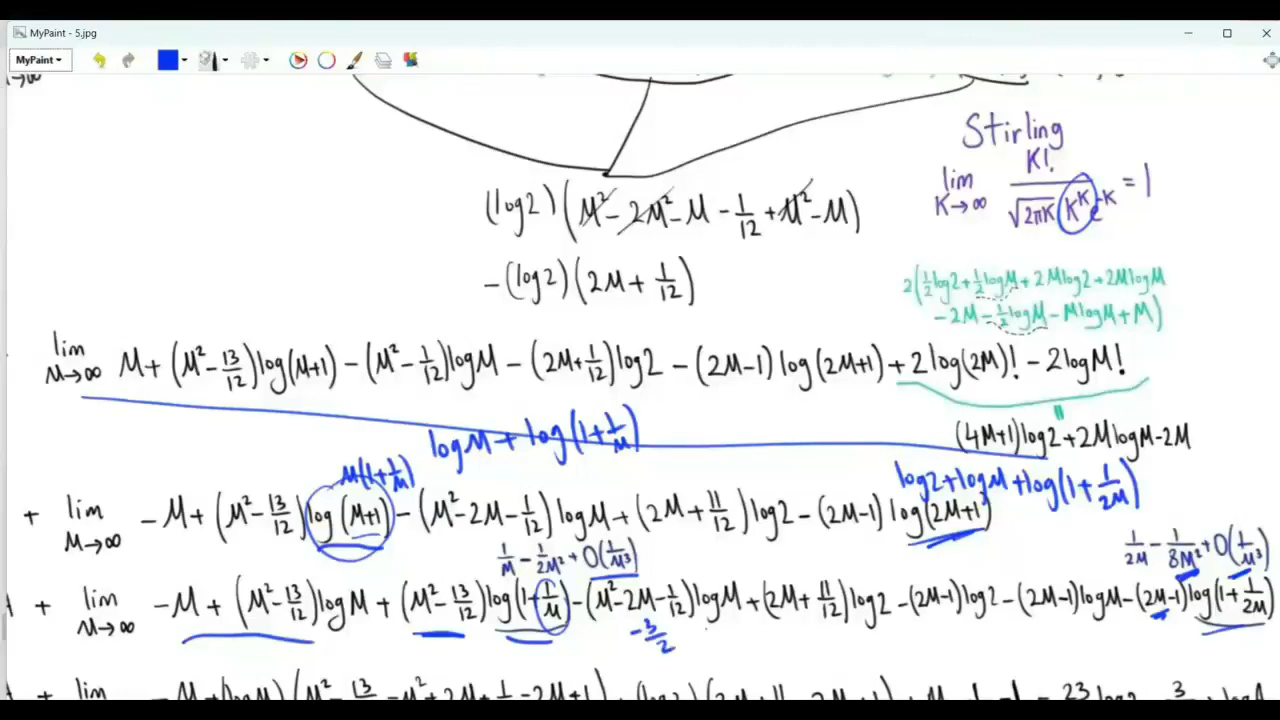 MyPaint - 5.jpg
MyPaint
Stirling
lim K→∞ K! / (√2πK K^K e^-K) = 1
(log2)(M² - 2M² - M - 1/12 + M² - M)
-(log2)(2M + 1/12)
2(1/2 log2 + 1/2 logM + 2M log2 + 2M logM
-2M - 1/2 logM - M logM + M)
lim M→∞ M + (M² - 13/12) log(M+1) - (M² - 1/12) logM - (2M + 1/12) log2 - (2M-1) log(2M+1) + 2 log(2M)! - 2 logM!
"
(4M+1) log2 + 2M logM - 2M
logM + log(1 + 1/M)
M(1 + 1/M)
log2 + logM + log(1 + 1/2M)
+ lim M→∞ -M + (M² - 13/12) log(M+1) - (M² - 2M - 1/12) logM + (2M + 11/12) log2 - (2M-1) log(2M+1)
1/M - 1/2M² + O(1/M³)
1/2M - 1/8M² + O(1/M³)
+ lim M→∞ -M + (M² - 13/12) logM + (M² - 13/12) log(1 + 1/M) - (M² - 2M - 1/12) logM + (2M + 11/12) log2 - (2M-1) log2 - (2M-1) logM - (2M-1) log(1 + 1/2M)
-3/2
+ lim